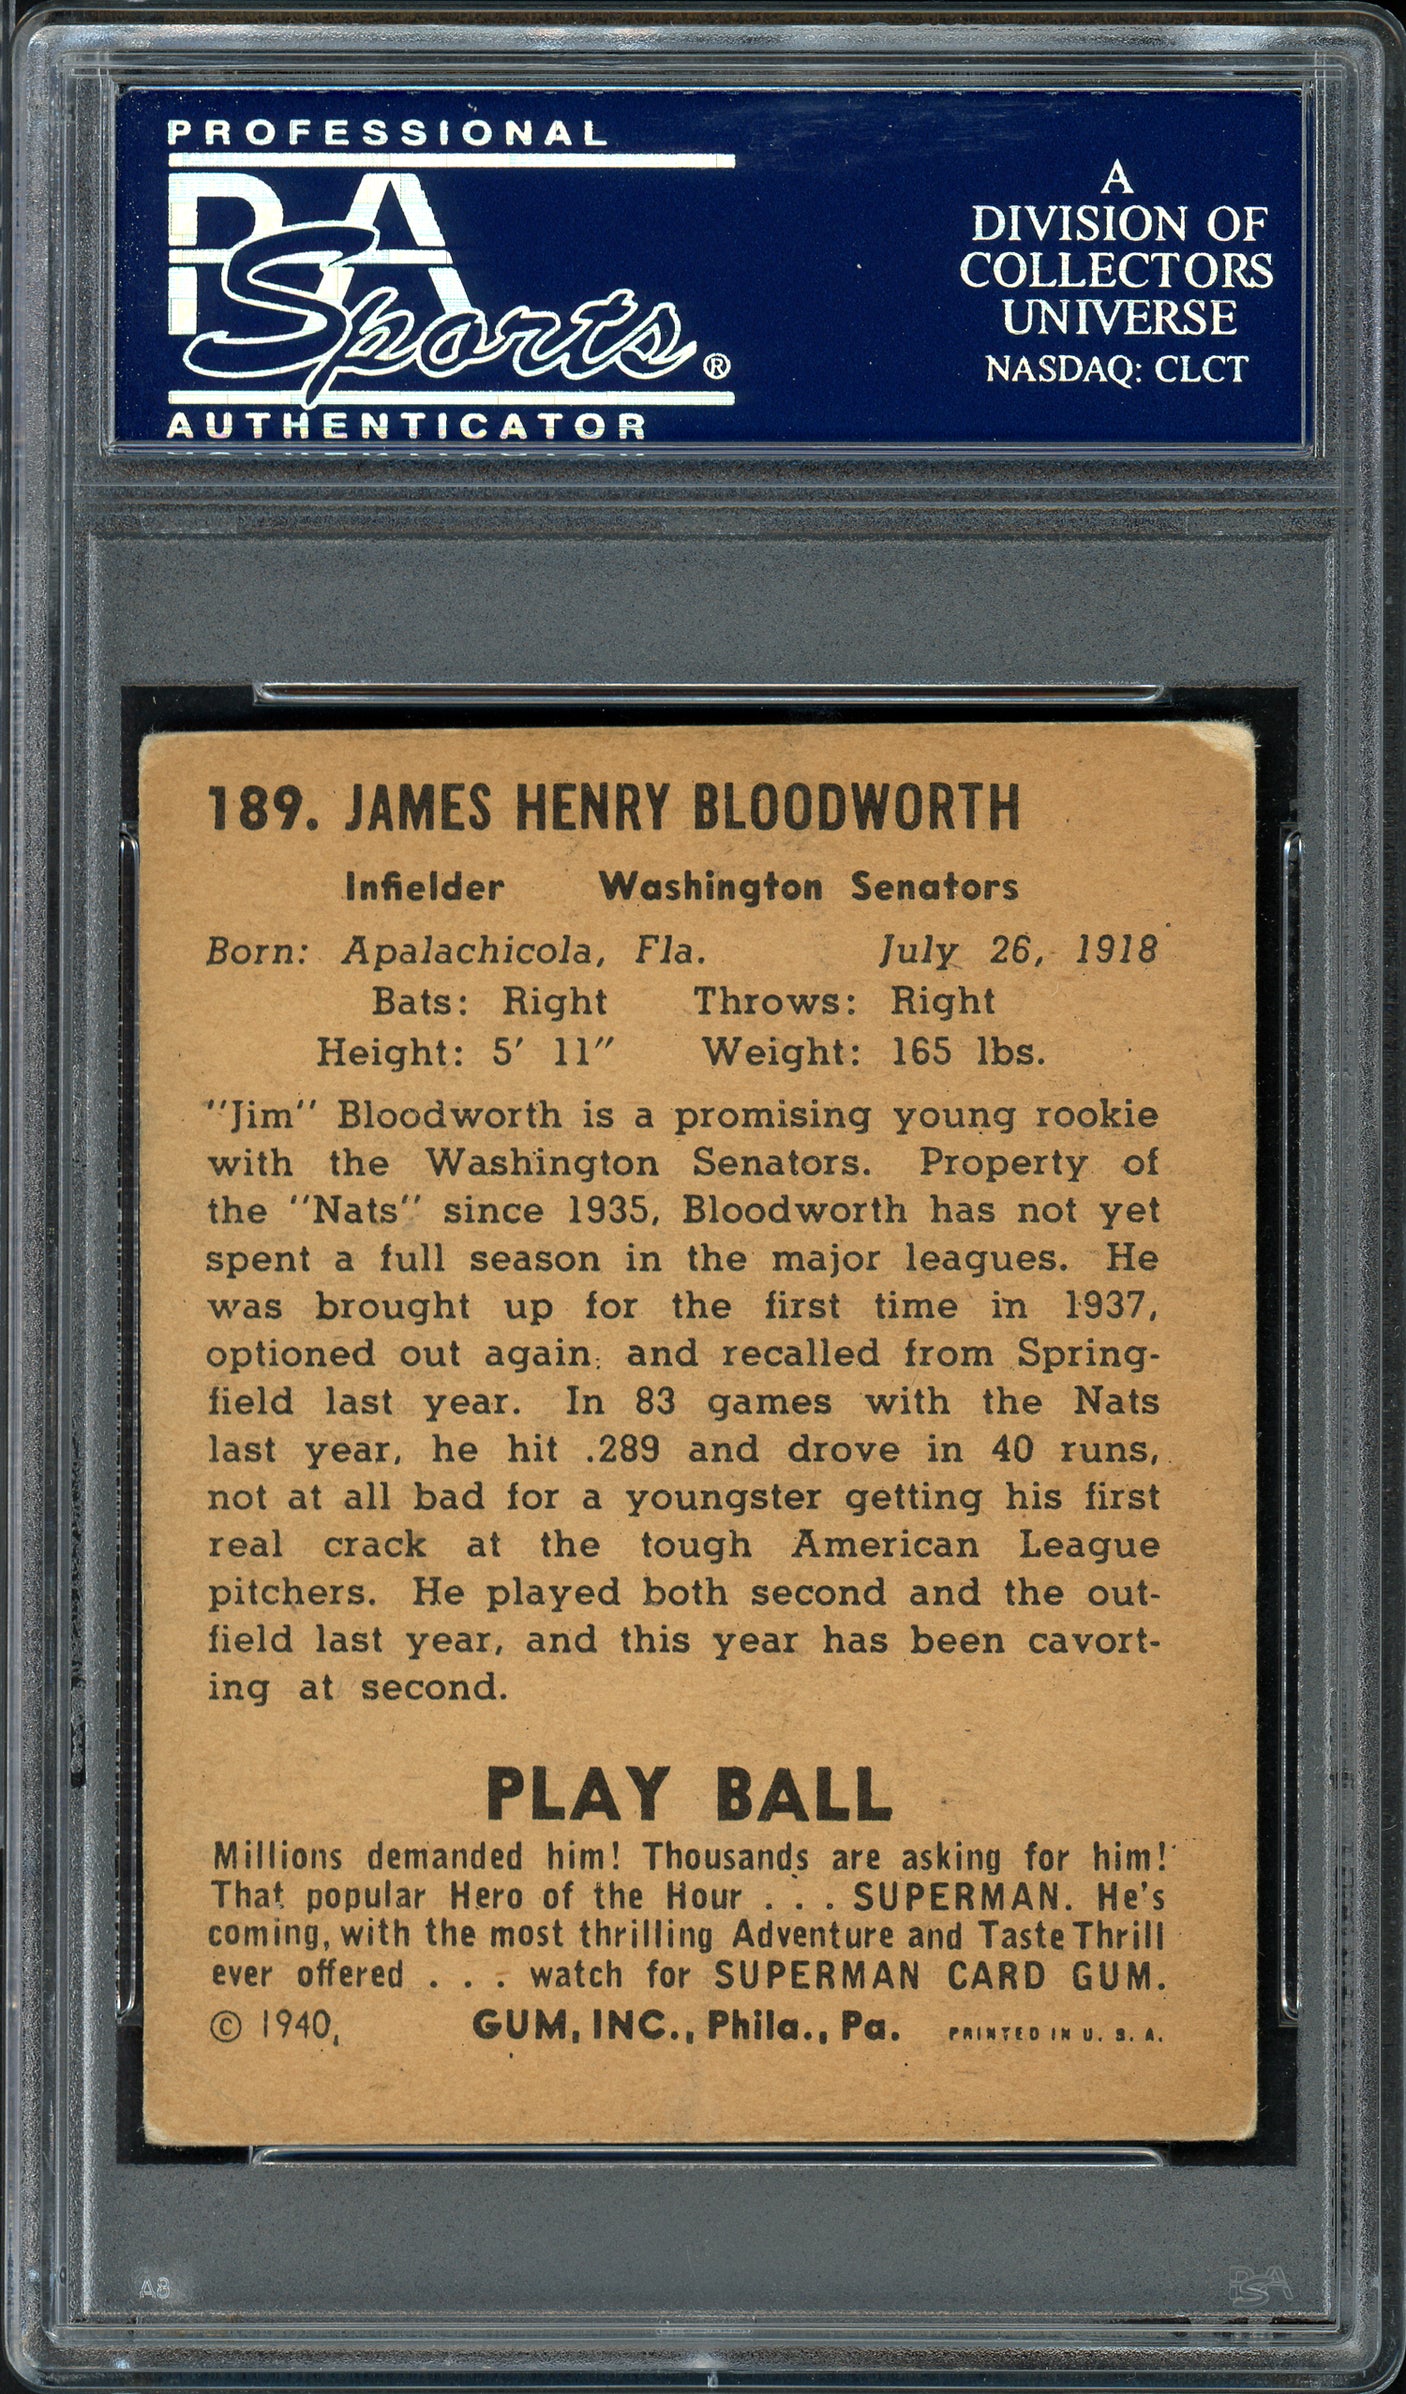 PROFESSIONAL
PSA
Sports®
AUTHENTICATOR
A
DIVISION OF
COLLECTORS
UNIVERSE
NASDAQ: CLCT
189. JAMES HENRY BLOODWORTH
Infielder Washington Senators
Born: Apalachicola, Fla. July 26, 1918
Bats: Right Throws: Right
Height: 5' 11" Weight: 165 lbs.
"Jim" Bloodworth is a promising young rookie
with the Washington Senators. Property of
the "Nats" since 1935, Bloodworth has not yet
spent a full season in the major leagues. He
was brought up for the first time in 1937,
optioned out again, and recalled from Spring-
field last year. In 83 games with the Nats
last year, he hit .289 and drove in 40 runs,
not at all bad for a youngster getting his first
real crack at the tough American League
pitchers. He played both second and the out-
field last year, and this year has been cavort-
ing at second.
PLAY BALL
Millions demanded him! Thousands are asking for him!
That popular Hero of the Hour . . . SUPERMAN. He's
coming, with the most thrilling Adventure and Taste Thrill
ever offered . . . watch for SUPERMAN CARD GUM.
© 1940, GUM, INC., Phila., Pa. PRINTED IN U. S. A.
PSA